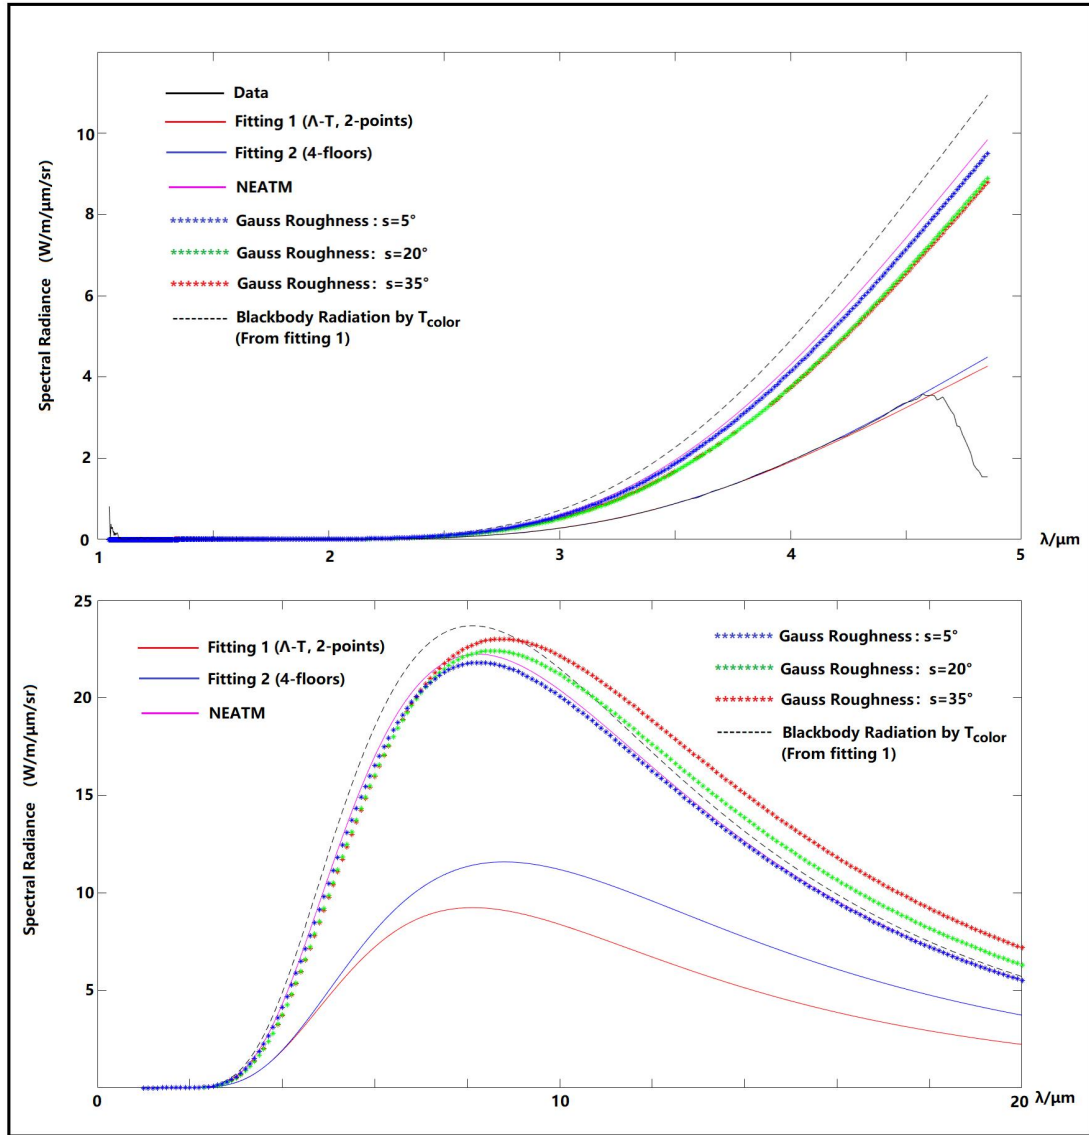 Data
Fitting 1 (Λ-T, 2-points)
Fitting 2 (4-floors)
NEATM
Gauss Roughness : s=5°
Gauss Roughness: s=20°
Gauss Roughness: s=35°
Blackbody Radiation by Tcolor
(From fitting 1)
Spectral Radiance (W/m/μm/sr)
10
8
6
4
2
0
1
2
3
4
5
λ/μm
Fitting 1 (Λ-T, 2-points)
Fitting 2 (4-floors)
NEATM
Gauss Roughness : s=5°
Gauss Roughness: s=20°
Gauss Roughness: s=35°
Blackbody Radiation by Tcolor
(From fitting 1)
Spectral Radiance (W/m/μm/sr)
25
20
15
10
5
0
10
20
λ/μm